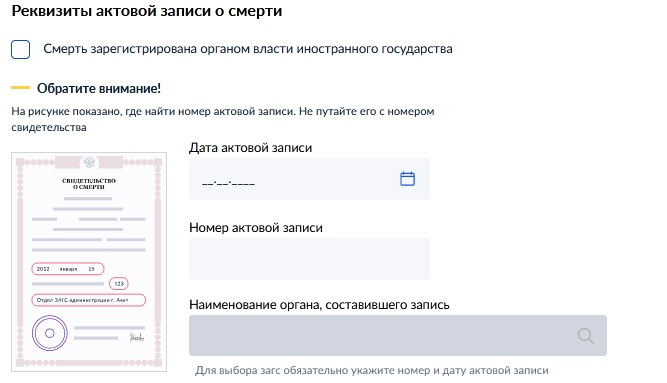 Реквизиты актовой записи о смерти
Смерть зарегистрирована органом власти иностранного государства
Обратите внимание!
На рисунке показано, где найти номер актовой записи. Не путайте его с номером
свидетельства
СВИДЕТЕЛЬСТВО
О СМЕРТИ
2012 января 15
123
Отдел ЗАГС администрации г. Ачит
Дата актовой записи
__.__.____
Номер актовой записи
Наименование органа, составившего запись
Для выбора загс обязательно укажите номер и дату актовой записи